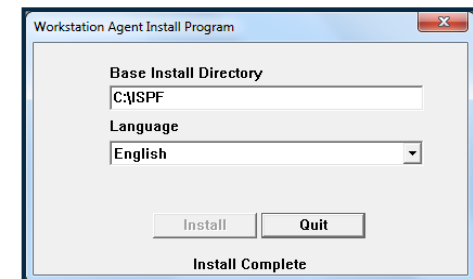 Workstation Agent Install Program
Base Install Directory
C:\ISPF
Language
English
Install Quit
Install Complete